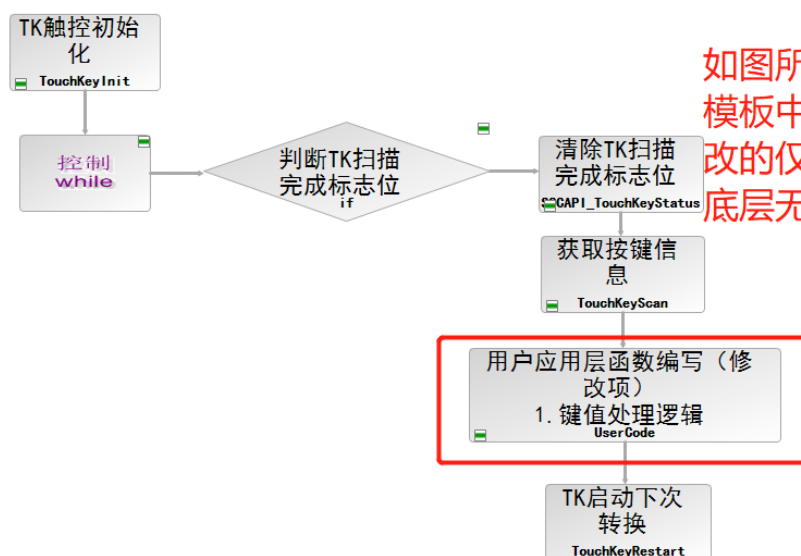 TK触控初始
化
TouchKeyInit
控制
while
判断TK扫描
完成标志位
if
清除TK扫描
完成标志位
SOCAPI_TouchKeyStatus
获取按键信
息
TouchKeyScan
用户应用层函数编写（修
改项）
1.键值处理逻辑
UserCode
TK启动下次
转换
TouchKeyRestart
如图所
模板中
改的仅
底层无